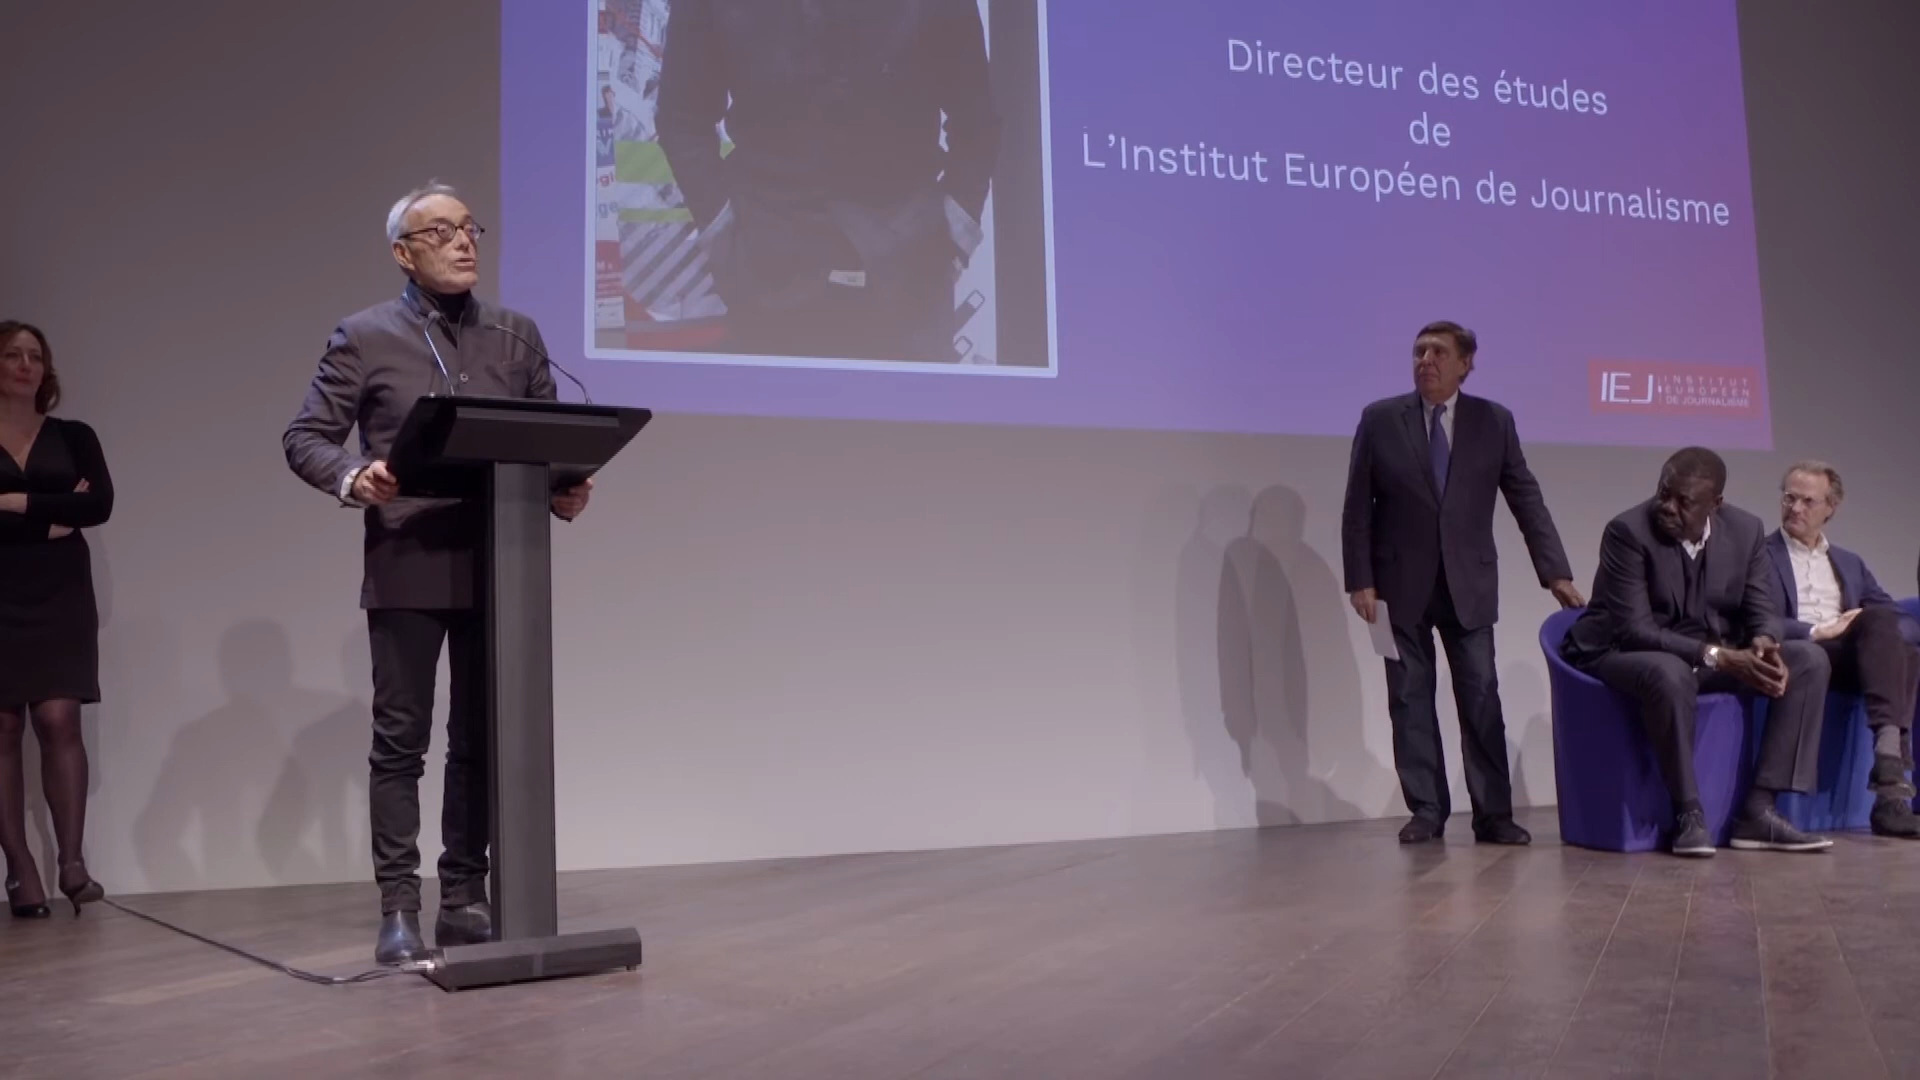 Directeur des études
de
L'Institut Européen de Journalisme
IEJ
INSTITUT
EUROPÉEN
DE JOURNALISME